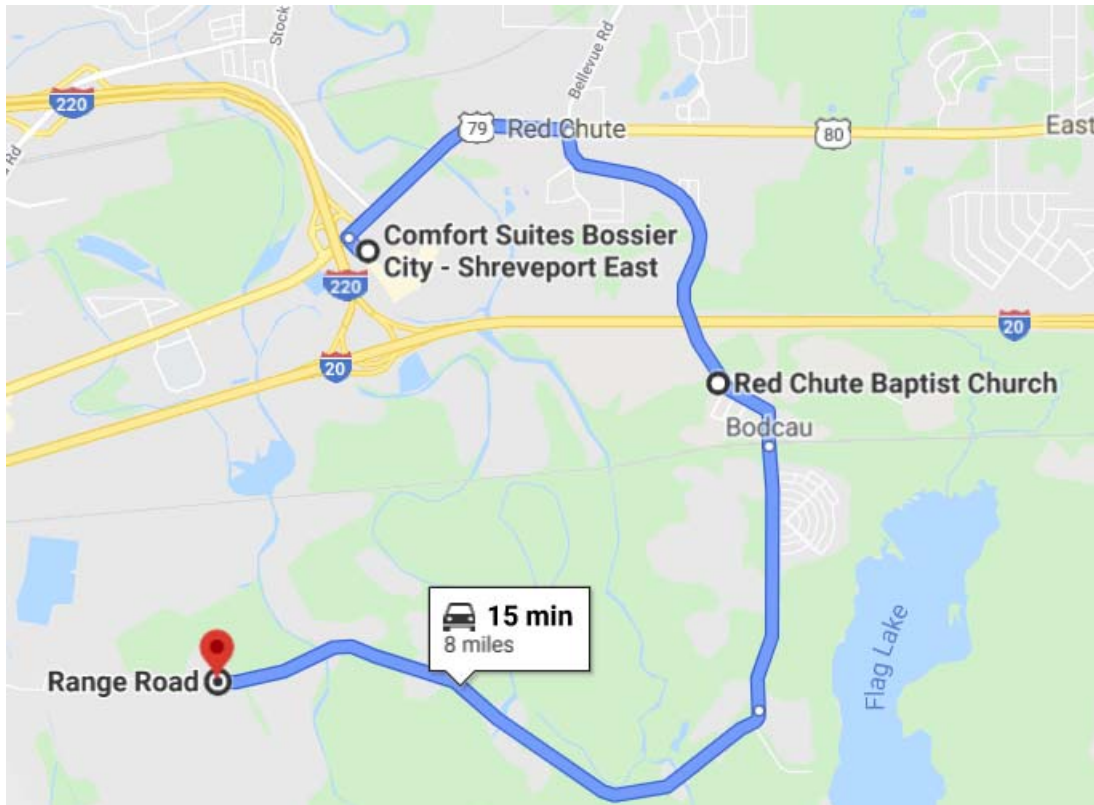 Stock
Bellevue Rd
220
79
Red Chute
80
East
Rd
Comfort Suites Bossier
City - Shreveport East
220
20
20
Red Chute Baptist Church
Bodcau
15 min
8 miles
Flag Lake
Range Road